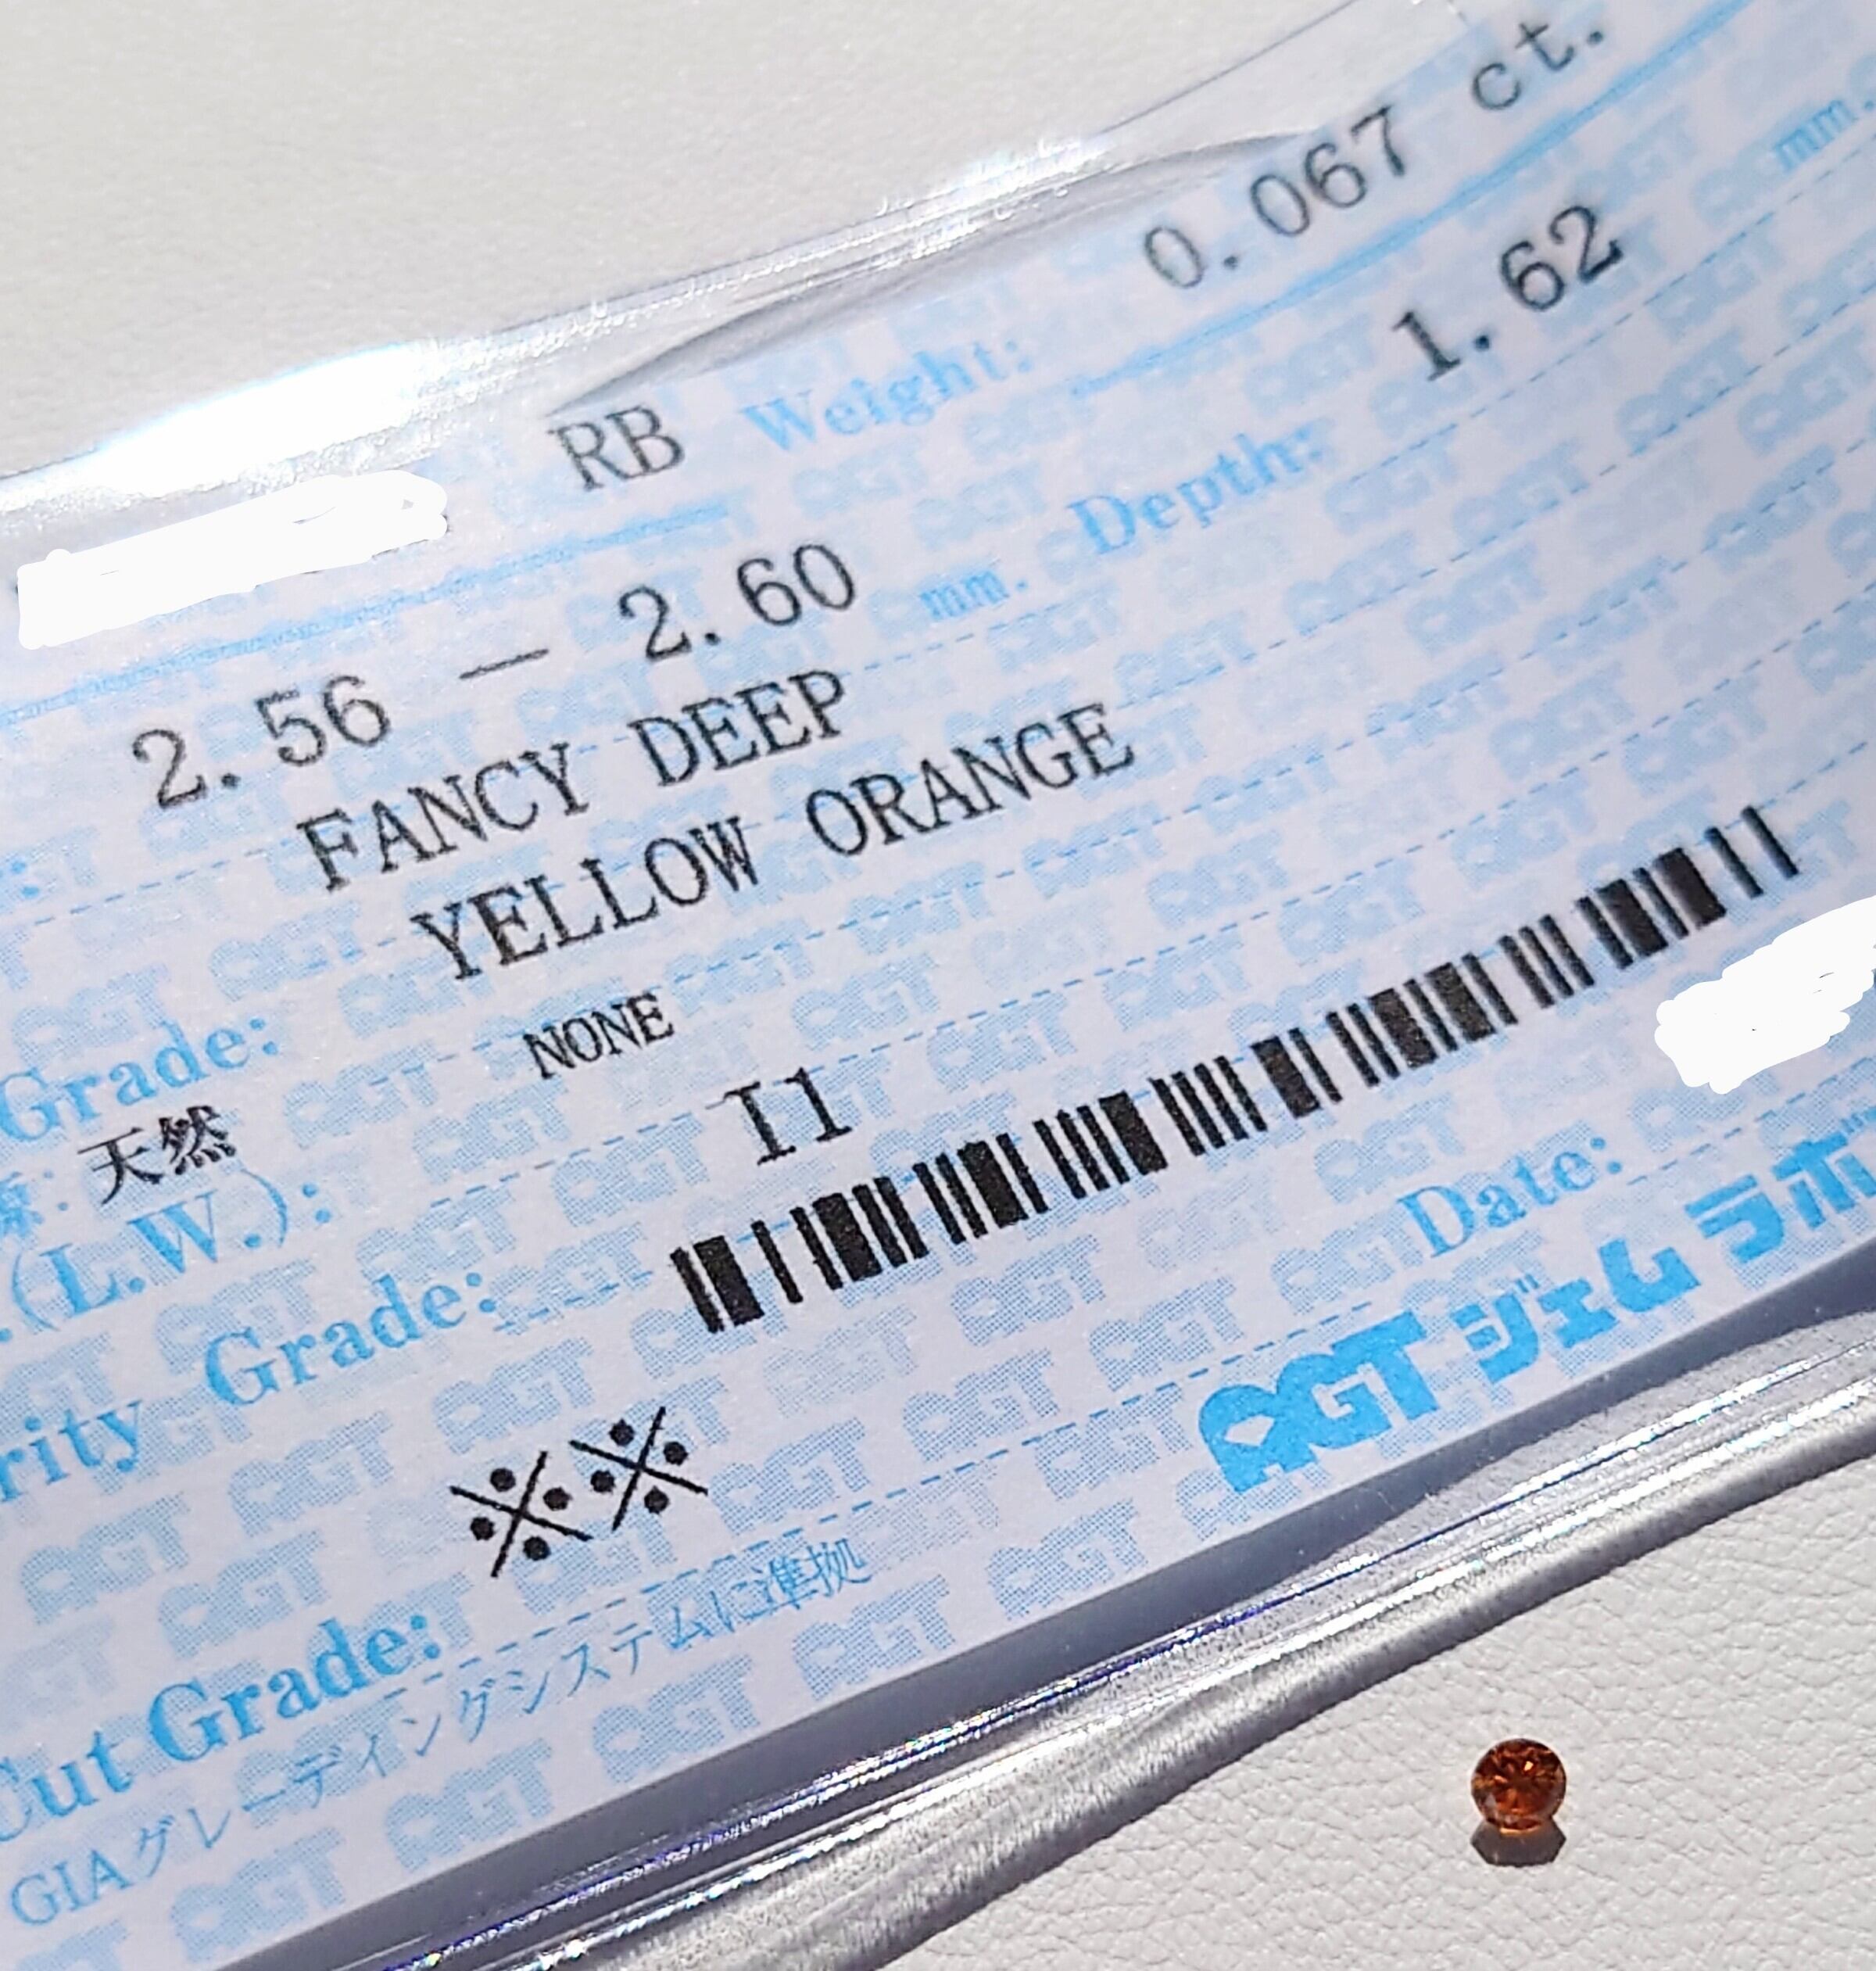 RB Weight: 0.067 ct.
2.56 — 2.60 mm. Depth: 1.62 mm.
FANCY DEEP
YELLOW ORANGE
Grade:
源: 天然
NONE
(L.W.):
I1
rity Grade:
Date:
※※
AGT ジェム ラボ
Cut Grade:
GIAグレーディングシステムに準拠